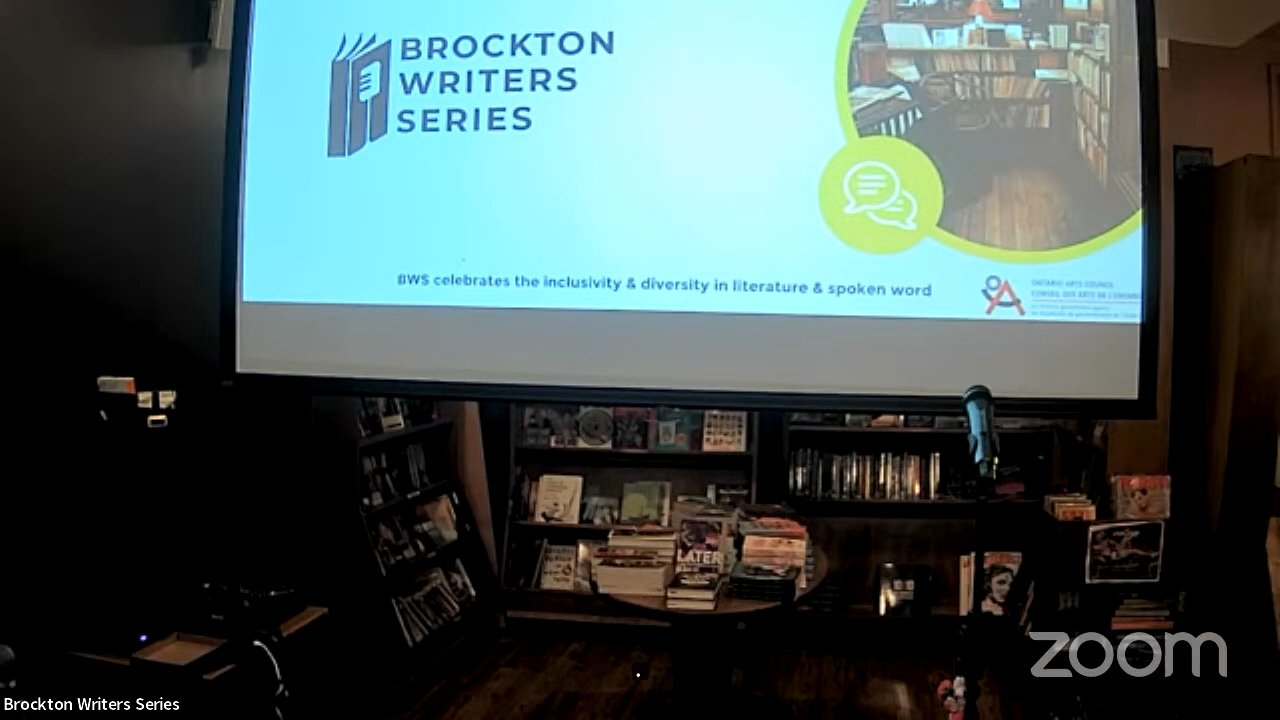 BROCKTON
WRITERS
SERIES
BWS celebrates the inclusivity & diversity in literature & spoken word
ONTARIO ARTS COUNCIL
CONSEIL DES ARTS DE L'ONTARIO
LATER
zoom
Brockton Writers Series